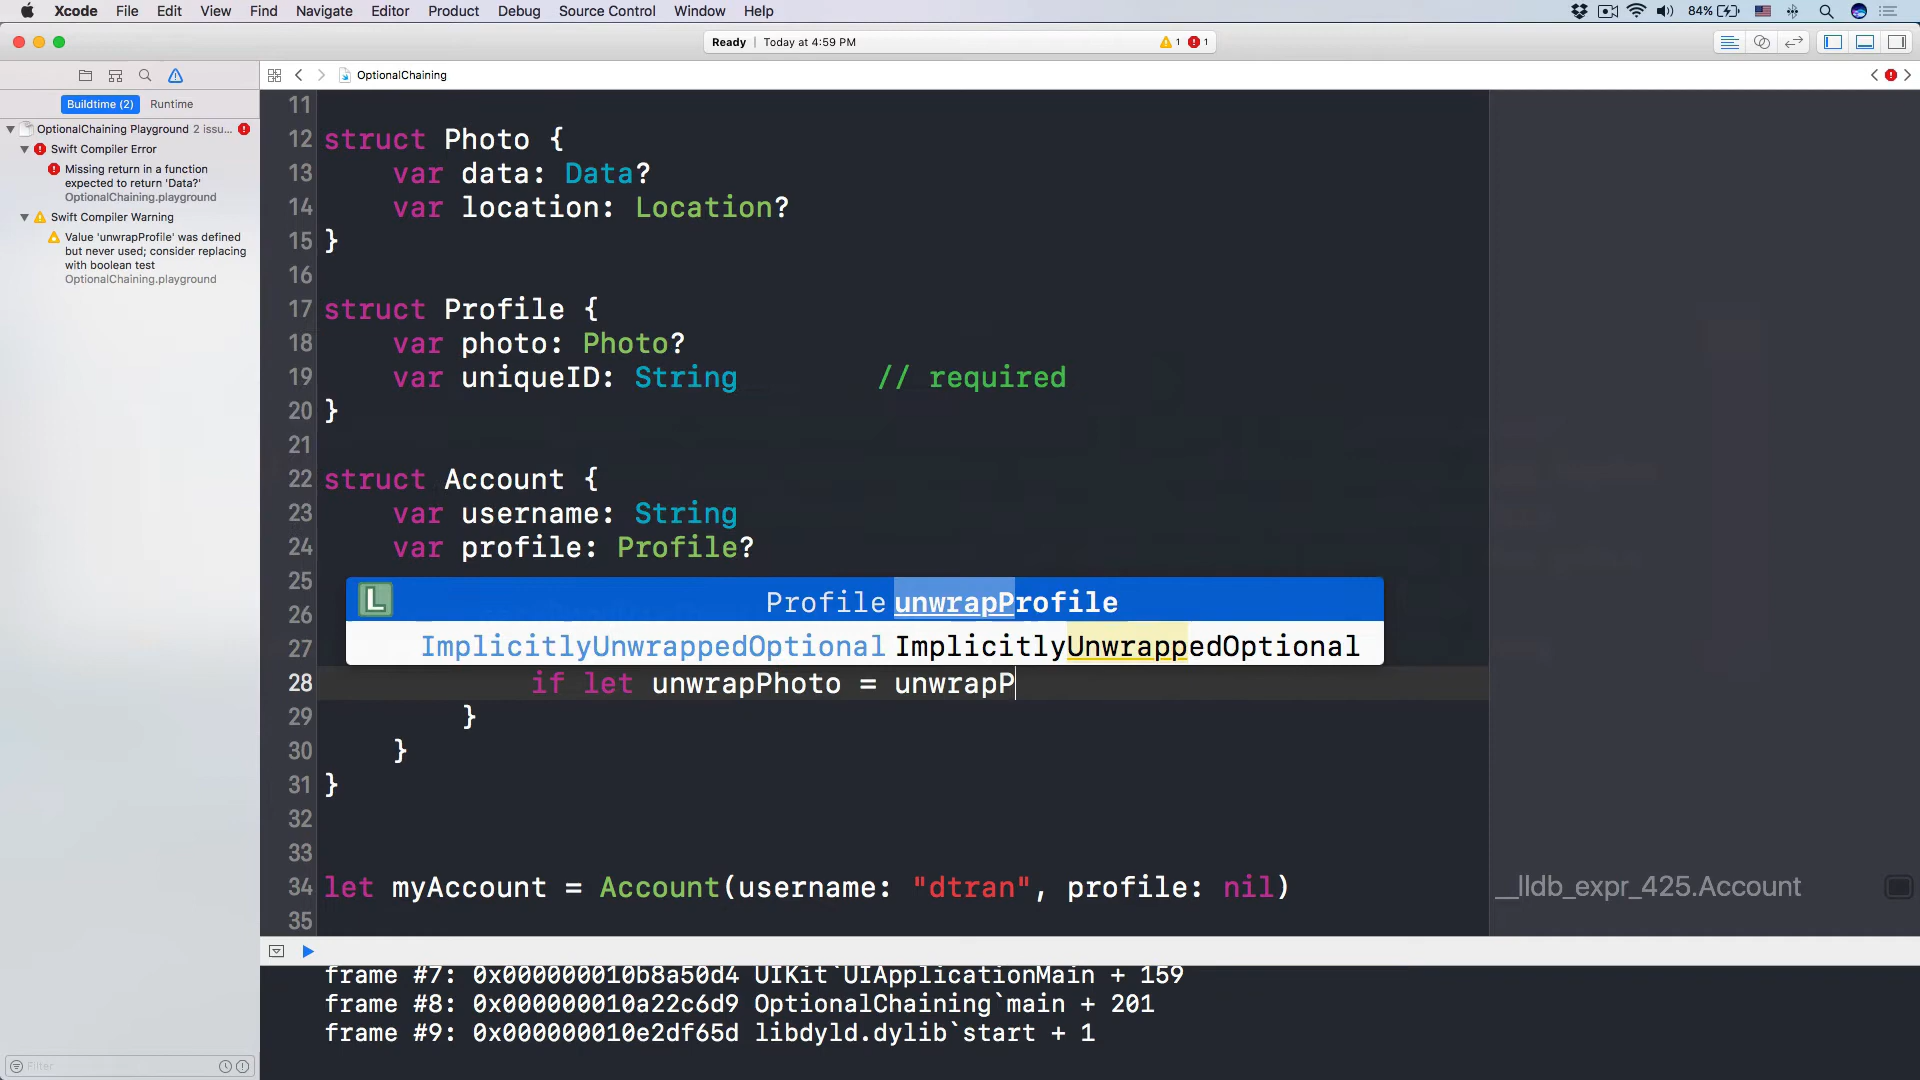 Xcode File Edit View Find Navigate Editor Product Debug Source Control Window Help 84%
Ready | Today at 4:59 PM 1 1
OptionalChaining
Buildtime (2) Runtime
OptionalChaining Playground 2 issu...
Swift Compiler Error
Missing return in a function
expected to return 'Data?'
OptionalChaining.playground
Swift Compiler Warning
Value 'unwrapProfile' was defined
but never used; consider replacing
with boolean test
OptionalChaining.playground
Filter
11
12 struct Photo {
13 var data: Data?
14 var location: Location?
15 }
16
17 struct Profile {
18 var photo: Photo?
19 var uniqueID: String // required
20 }
21
22 struct Account {
23 var username: String
24 var profile: Profile?
25
L Profile unwrapProfile
26
27
ImplicitlyUnwrappedOptional ImplicitlyUnwrappedOptional
28 if let unwrapPhoto = unwrapP
29 }
30 }
31 }
32
33
34 let myAccount = Account(username: "dtran", profile: nil) __lldb_expr_425.Account
35
frame #7: 0x000000010b8a50d4 UIKit`UIApplicationMain + 159
frame #8: 0x000000010a22c6d9 OptionalChaining`main + 201
frame #9: 0x000000010e2df65d libdyld.dylib`start + 1